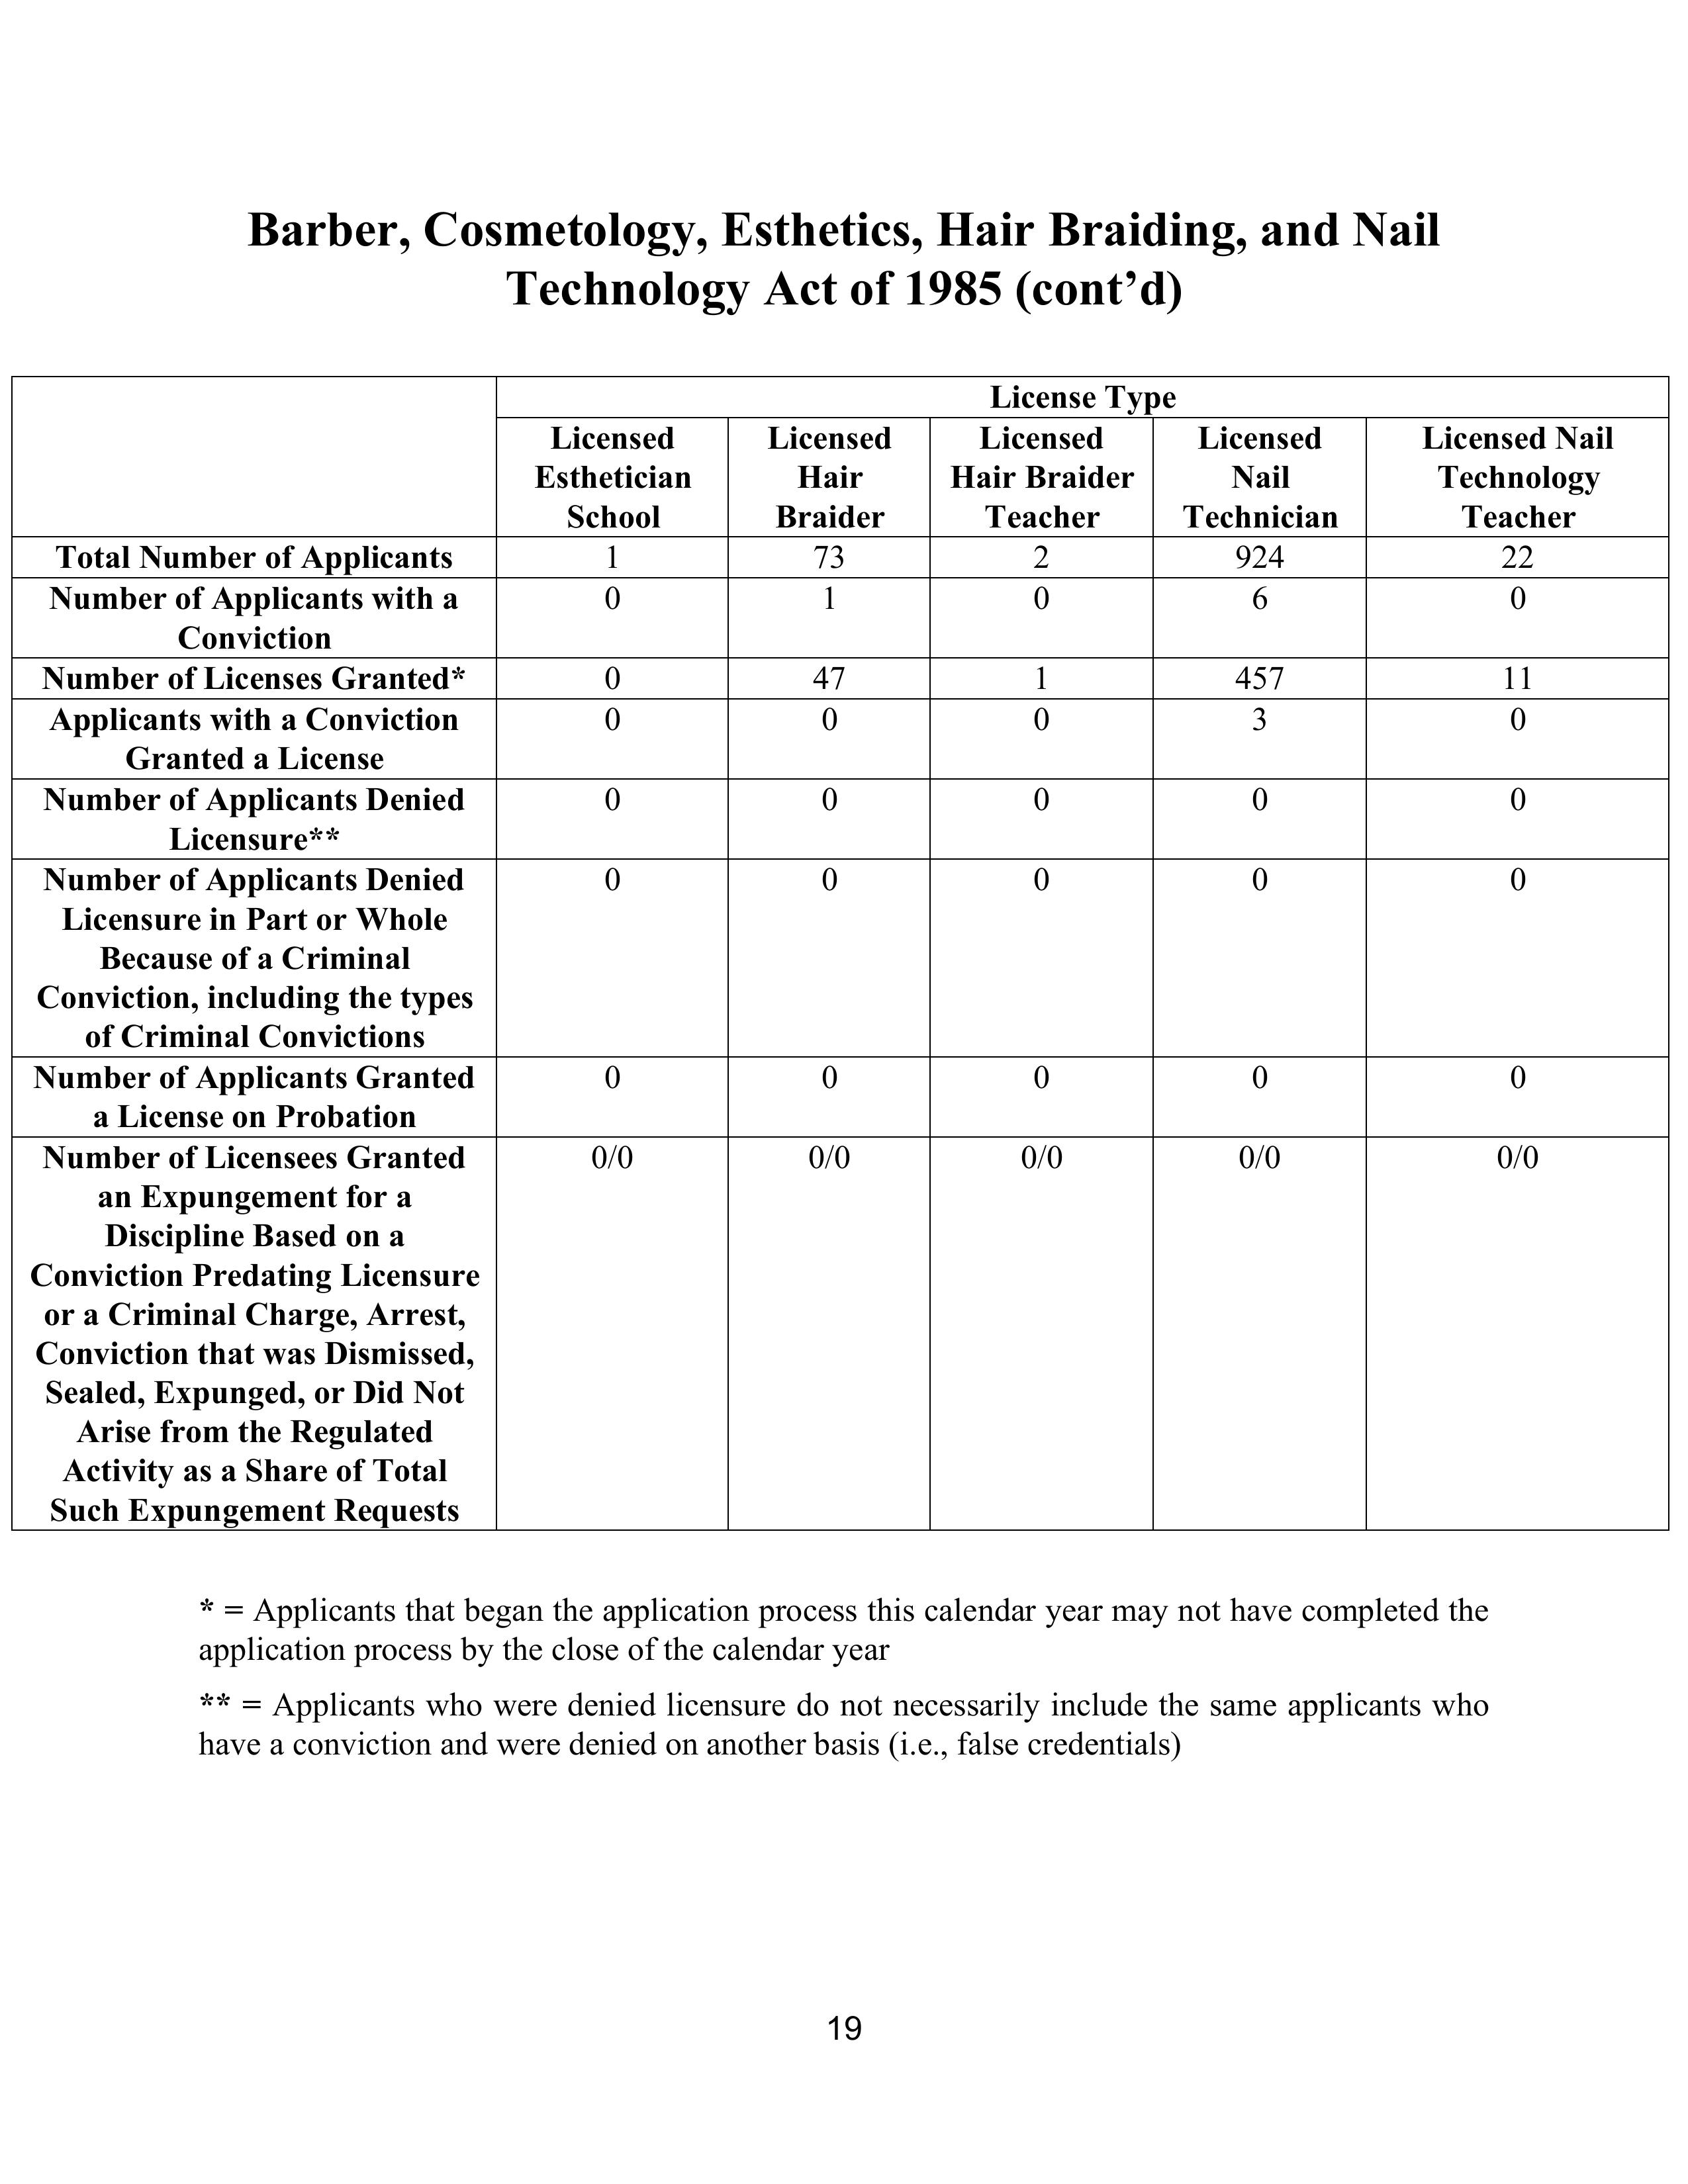 Barber, Cosmetology, Esthetics, Hair Braiding, and Nail
Technology Act of 1985 (cont’d)
License Type
Licensed Esthetician School
Licensed Hair Braider
Licensed Hair Braider Teacher
Licensed Nail Technician
Licensed Nail Technology Teacher
Total Number of Applicants 1 73 2 924 22
Number of Applicants with a 0 1 0 6 0
Conviction
Number of Licenses Granted* 0 47 1 457 11
Applicants with a Conviction 0 0 0 3 0
Granted a License
Number of Applicants Denied 0 0 0 0 0
Licensure**
Number of Applicants Denied 0 0 0 0 0
Licensure in Part or Whole
Because of a Criminal
Conviction, including the types
of Criminal Convictions
Number of Applicants Granted 0 0 0 0 0
a License on Probation
Number of Licensees Granted 0/0 0/0 0/0 0/0 0/0
an Expungement for a
Discipline Based on a
Conviction Predating Licensure
or a Criminal Charge, Arrest,
Conviction that was Dismissed,
Sealed, Expunged, or Did Not
Arise from the Regulated
Activity as a Share of Total
Such Expungement Requests
* = Applicants that began the application process this calendar year may not have completed the
application process by the close of the calendar year
** = Applicants who were denied licensure do not necessarily include the same applicants who
have a conviction and were denied on another basis (i.e., false credentials)
19